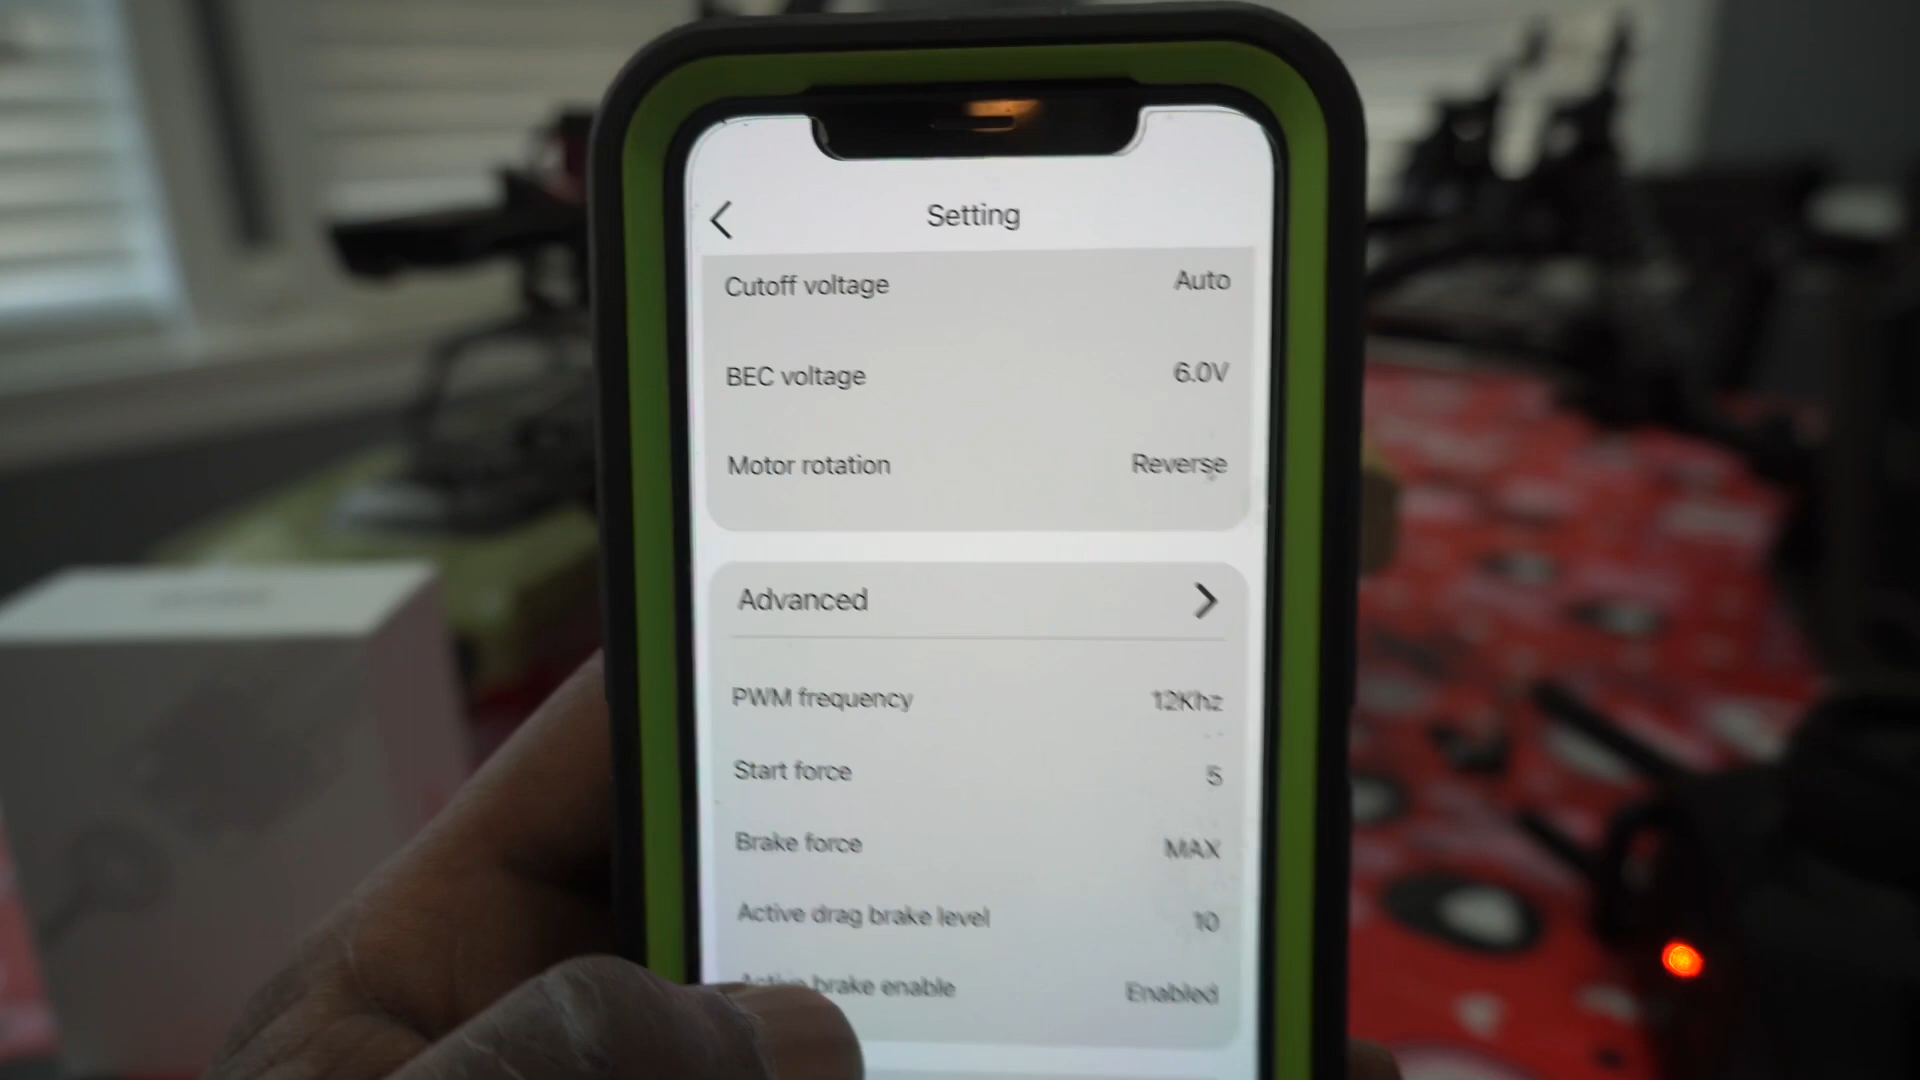 Setting
Cutoff voltage Auto
BEC voltage 6.0V
Motor rotation Reverse
Advanced
PWM frequency 12Khz
Start force 5
Brake force MAX
Active drag brake level 10
Active brake enable Enabled